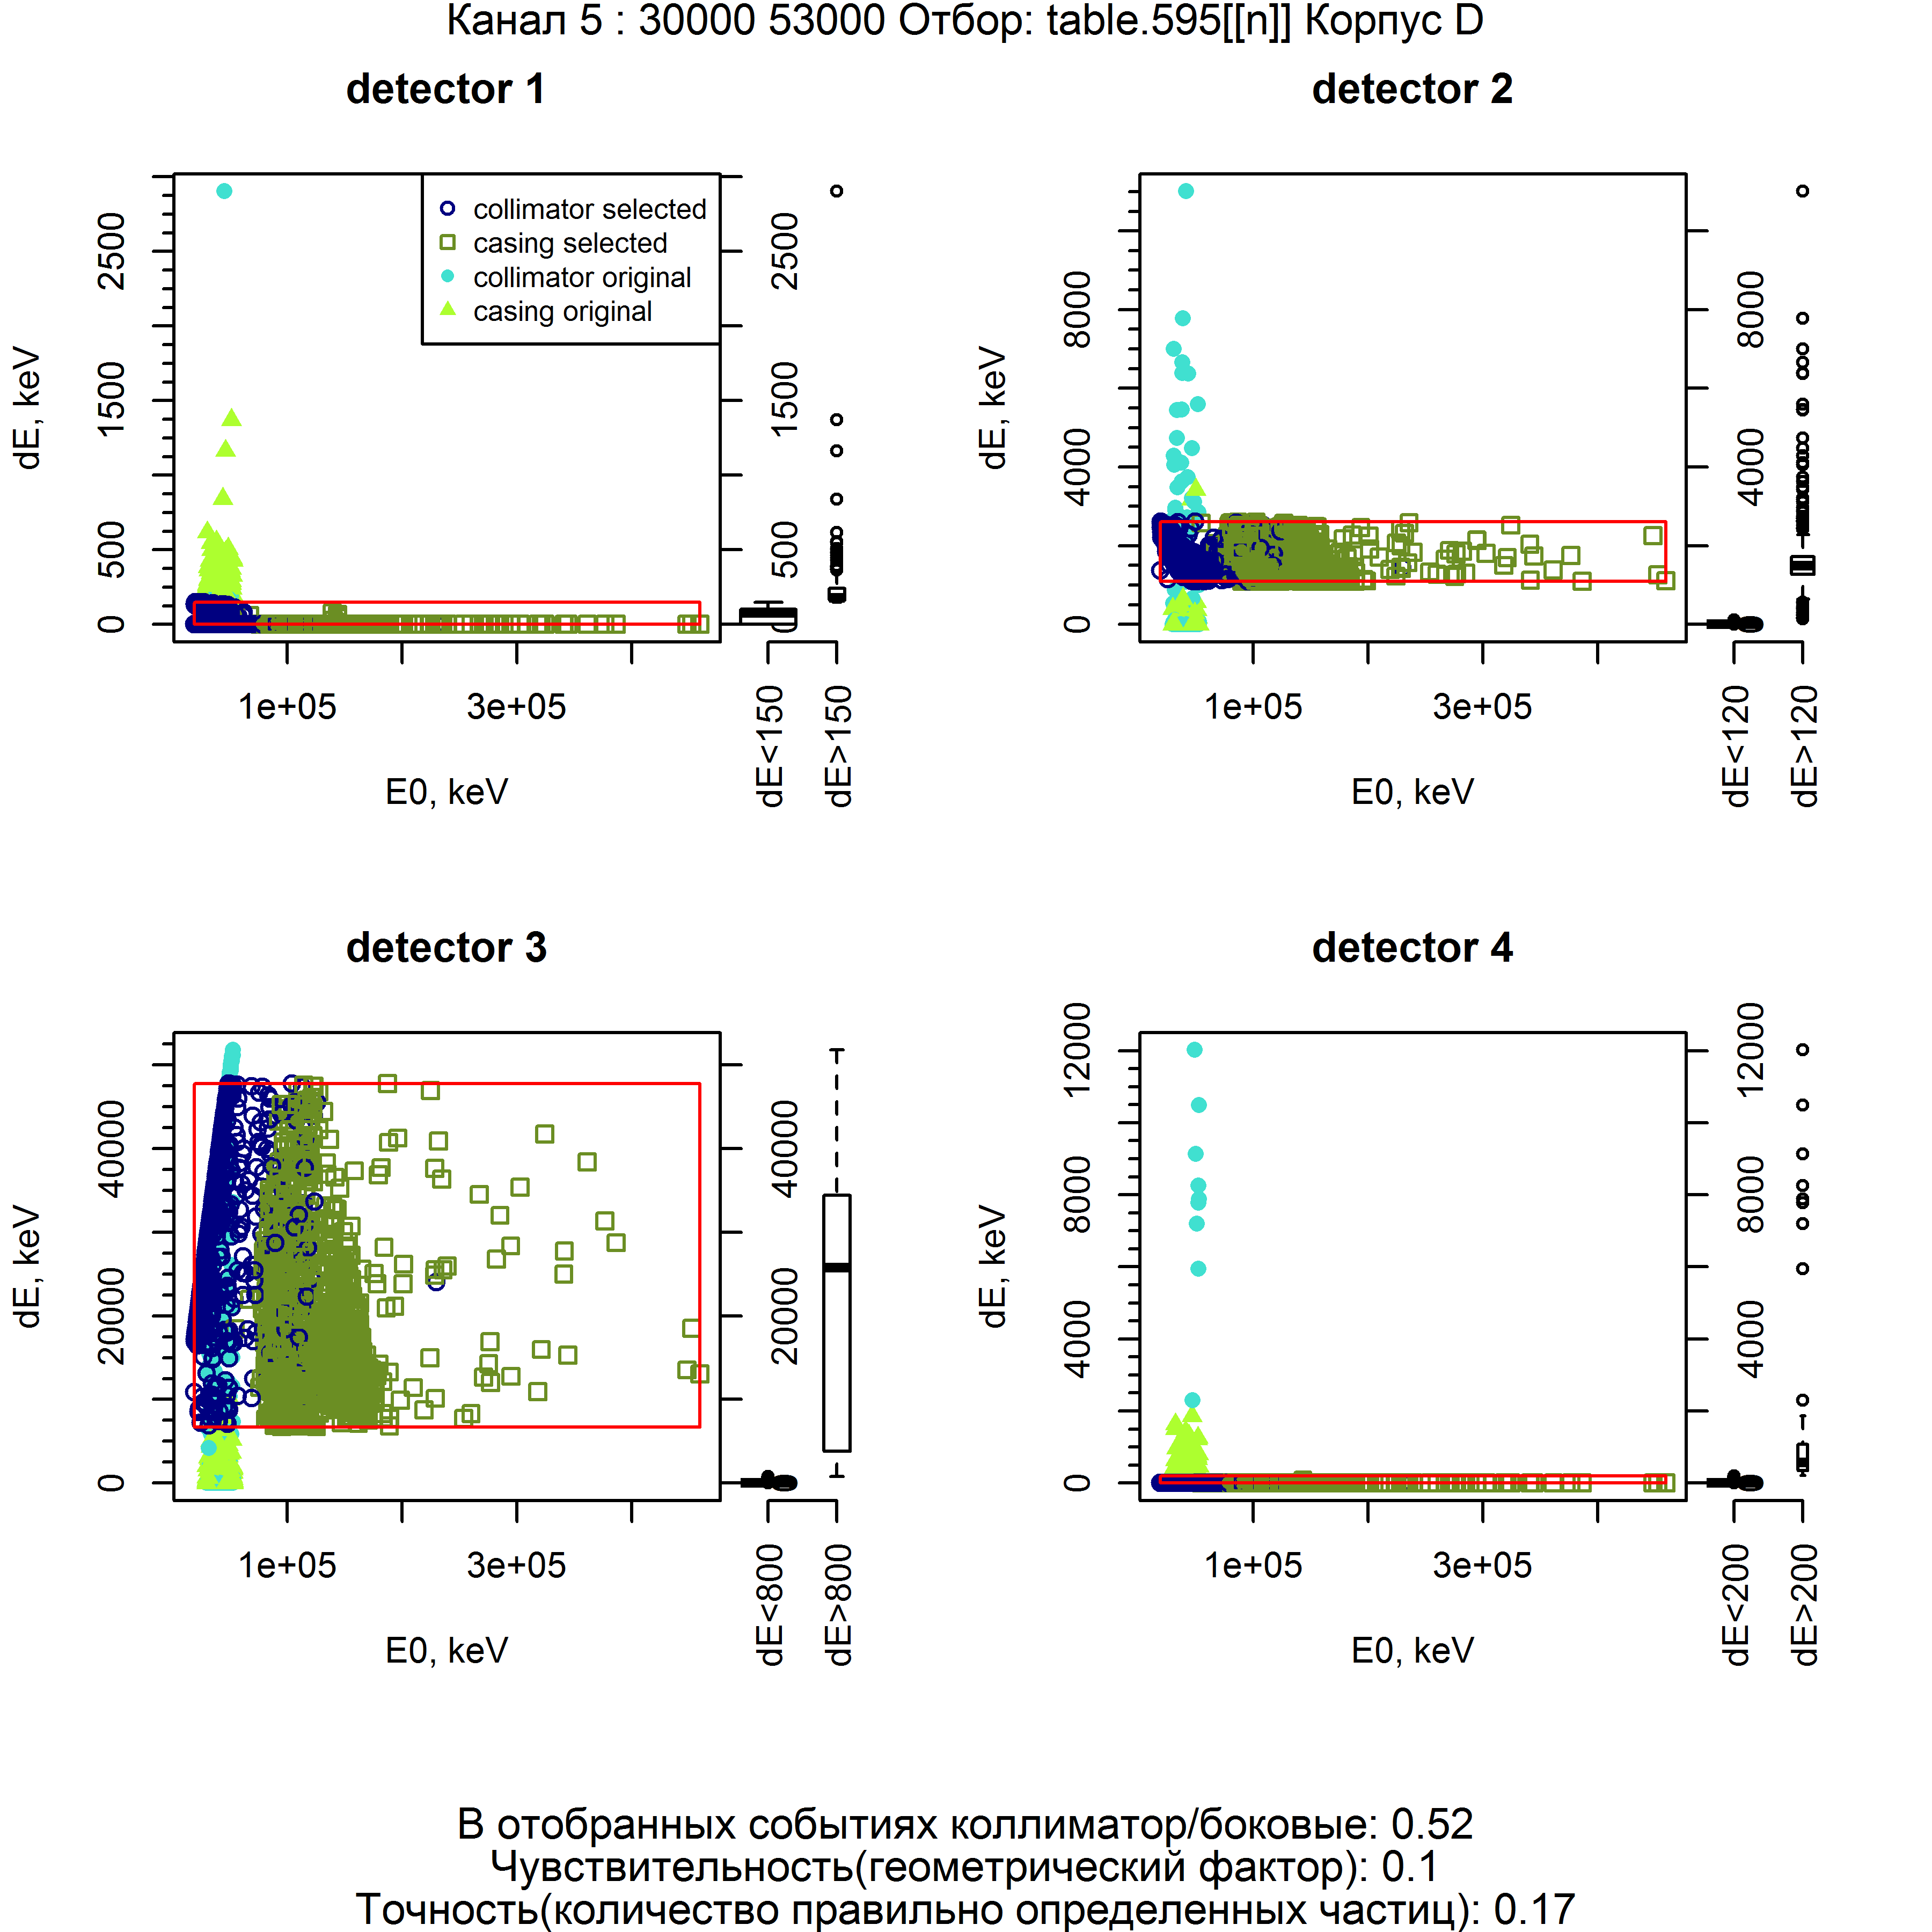 Канал 5 : 30000 53000 Отбор: table.595[[n]] Корпус D
detector 1
dE, keV
0
500
1500
2500
collimator selected
casing selected
collimator original
casing original
1e+05
3e+05
E0, keV
0
500
1500
2500
dE<150
dE>150
detector 2
dE, keV
0
4000
8000
1e+05
3e+05
E0, keV
0
4000
8000
dE<120
dE>120
detector 3
dE, keV
0
20000
40000
1e+05
3e+05
E0, keV
20000
40000
dE<800
dE>800
detector 4
dE, keV
0
4000
8000
12000
1e+05
3e+05
E0, keV
0
4000
8000
12000
dE<200
dE>200
В отобранных событиях коллиматор/боковые: 0.52
Чувствительность(геометрический фактор): 0.1
Точность(количество правильно определенных частиц): 0.17